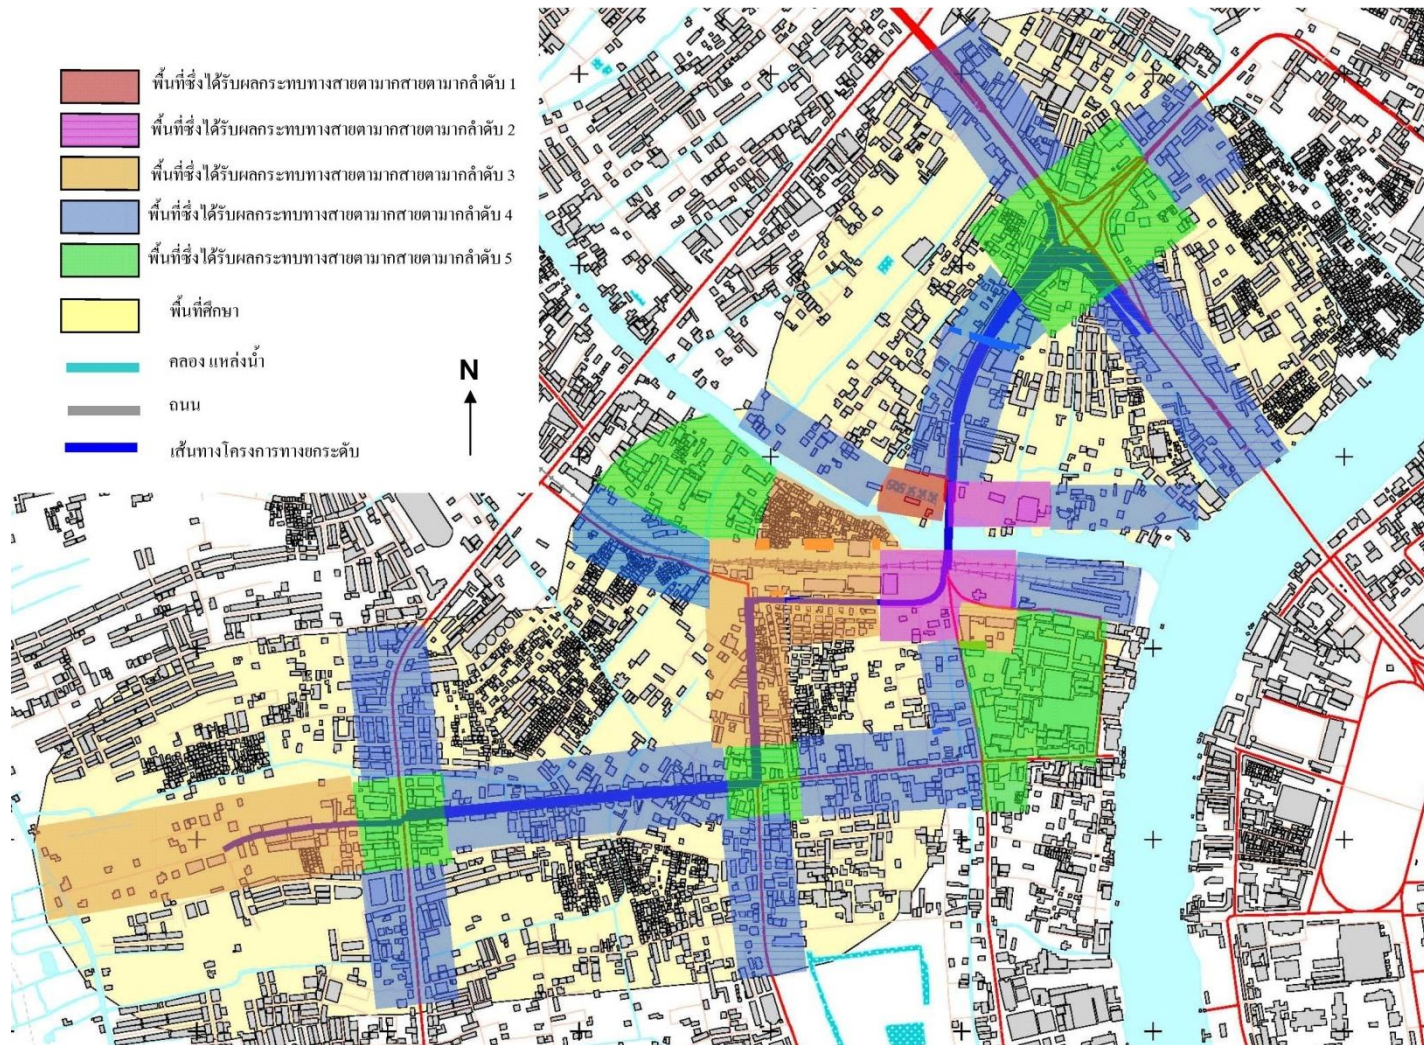 พื้นที่ซึ่งได้รับผลกระทบทางสายตามากสายตามากลำดับ 1
พื้นที่ซึ่งได้รับผลกระทบทางสายตามากสายตามากลำดับ 2
พื้นที่ซึ่งได้รับผลกระทบทางสายตามากสายตามากลำดับ 3
พื้นที่ซึ่งได้รับผลกระทบทางสายตามากสายตามากลำดับ 4
พื้นที่ซึ่งได้รับผลกระทบทางสายตามากสายตามากลำดับ 5
พื้นที่ศึกษา
คลอง แหล่งน้ำ
N
ถนน
เส้นทางโครงการทางยกระดับ